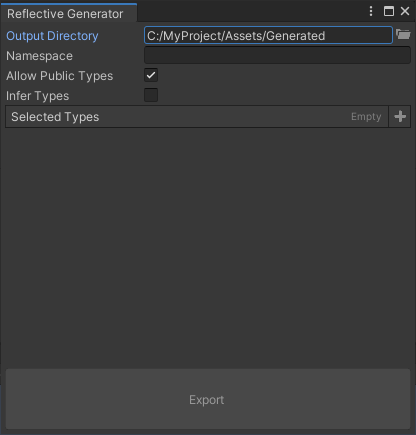 Reflective Generator
Output Directory C:/MyProject/Assets/Generated
Namespace
Allow Public Types
Infer Types
Selected Types Empty
Export